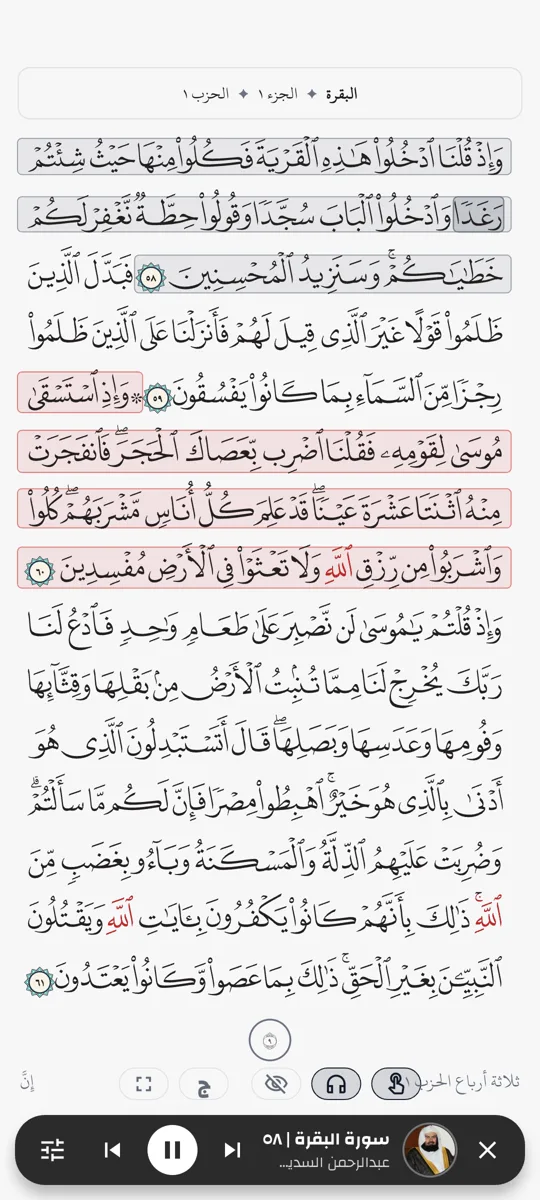 البقرة ✦ الجزء ١ ✦ الحزب ١
وَإِذْ قُلْنَا ٱدْخُلُوا۟ هَـٰذِهِ ٱلْقَرْيَةَ فَكُلُوا۟ مِنْهَا حَيْثُ شِئْتُمْ
رَغَدًا وَٱدْخُلُوا۟ ٱلْبَابَ سُجَّدًا وَقُولُوا۟ حِطَّةٌ نَّغْفِرْ لَكُمْ
خَطَـٰيَـٰكُمْ ۚ وَسَنَزِيدُ ٱلْمُحْسِنِينَ ٥٨ فَبَدَّلَ ٱلَّذِينَ
ظَلَمُوا۟ قَوْلًا غَيْرَ ٱلَّذِى قِيلَ لَهُمْ فَأَنزَلْنَا عَلَى ٱلَّذِينَ ظَلَمُوا۟
رِجْزًا مِّنَ ٱلسَّمَآءِ بِمَا كَانُوا۟ يَفْسُقُونَ ٥٩ ۞ وَإِذِ ٱسْتَسْقَىٰ
مُوسَىٰ لِقَوْمِهِۦ فَقُلْنَا ٱضْرِب بِّعَصَاكَ ٱلْحَجَرَ ۖ فَٱنفَجَرَتْ
مِنْهُ ٱثْنَتَا عَشْرَةَ عَيْنًا ۖ قَدْ عَلِمَ كُلُّ أُنَاسٍ مَّشْرَبَهُمْ ۖ كُلُوا۟
وَٱشْرَبُوا۟ مِن رِّزْقِ ٱللَّهِ وَلَا تَعْثَوْا۟ فِى ٱلْأَرْضِ مُفْسِدِينَ ٦٠
وَإِذْ قُلْتُمْ يَـٰمُوسَىٰ لَن نَّصْبِرَ عَلَىٰ طَعَامٍ وَٰحِدٍ فَٱدْعُ لَنَا
رَبَّكَ يُخْرِجْ لَنَا مِمَّا تُنۢبِتُ ٱلْأَرْضُ مِنۢ بَقْلِهَا وَقِثَّآئِهَا
وَفُومِهَا وَعَدَسِهَا وَبَصَلِهَا ۖ قَالَ أَتَسْتَبْدِلُونَ ٱلَّذِى هُوَ
أَدْنَىٰ بِٱلَّذِى هُوَ خَيْرٌ ۚ ٱهْبِطُوا۟ مِصْرًا فَإِنَّ لَكُم مَّا سَأَلْتُمْ ۗ
وَضُرِبَتْ عَلَيْهِمُ ٱلذِّلَّةُ وَٱلْمَسْكَنَةُ وَبَآءُو بِغَضَبٍ مِّنَ
ٱللَّهِ ۗ ذَٰلِكَ بِأَنَّهُمْ كَانُوا۟ يَكْفُرُونَ بِـَٔايَـٰتِ ٱللَّهِ وَيَقْتُلُونَ
ٱلنَّبِيِّـۧنَ بِغَيْرِ ٱلْحَقِّ ۗ ذَٰلِكَ بِمَا عَصَوا۟ وَّكَانُوا۟ يَعْتَدُونَ ٦١
٩
ثلاثة أرباع الحزب ١
ج
إِنَّ
سورة البقرة | ٥٨
عبدالرحمن السديـ...